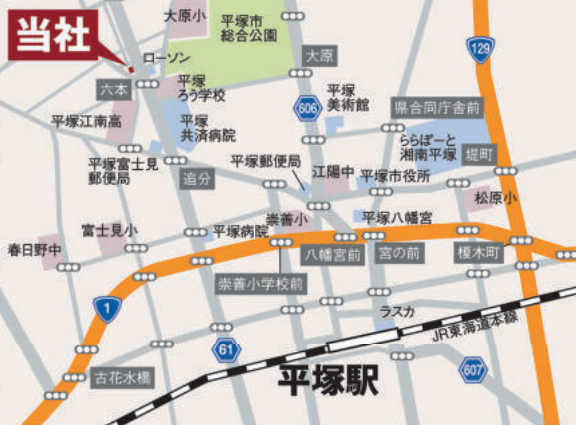 当社
大原小
平塚市
総合公園
129
ローソン
大原
六本
平塚
ろう学校
606
平塚
美術館
県合同庁舎前
平塚江南高
平塚
共済病院
ららぽーと
湘南平塚
堤町
平塚富士見
郵便局
追分
平塚郵便局
江陽中
平塚市役所
松原小
崇善小
平塚八幡宮
富士見小
平塚病院
春日野中
八幡宮前
宮の前
榎木町
崇善小学校前
1
ラスカ
JR東海道本線
61
平塚駅
607
古花水橋